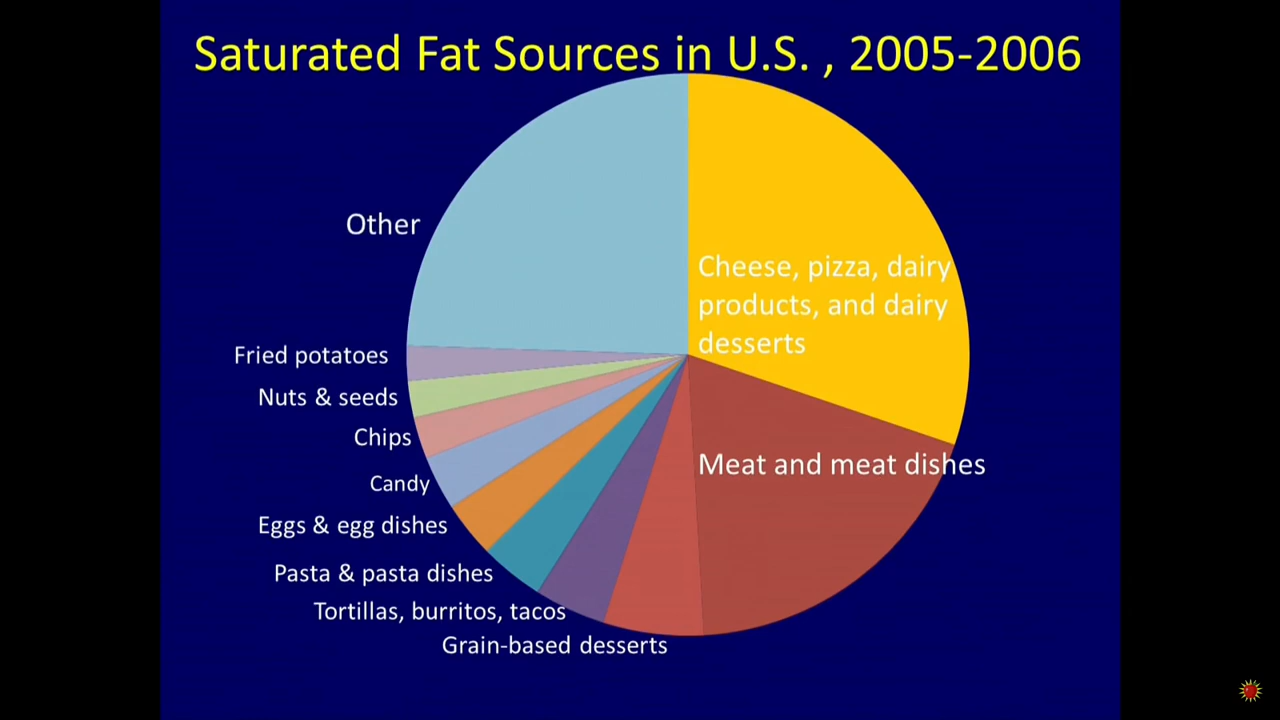 Saturated Fat Sources in U.S. , 2005-2006
Other
Cheese, pizza, dairy
products, and dairy
desserts
Fried potatoes
Nuts & seeds
Chips
Meat and meat dishes
Candy
Eggs & egg dishes
Pasta & pasta dishes
Tortillas, burritos, tacos
Grain-based desserts